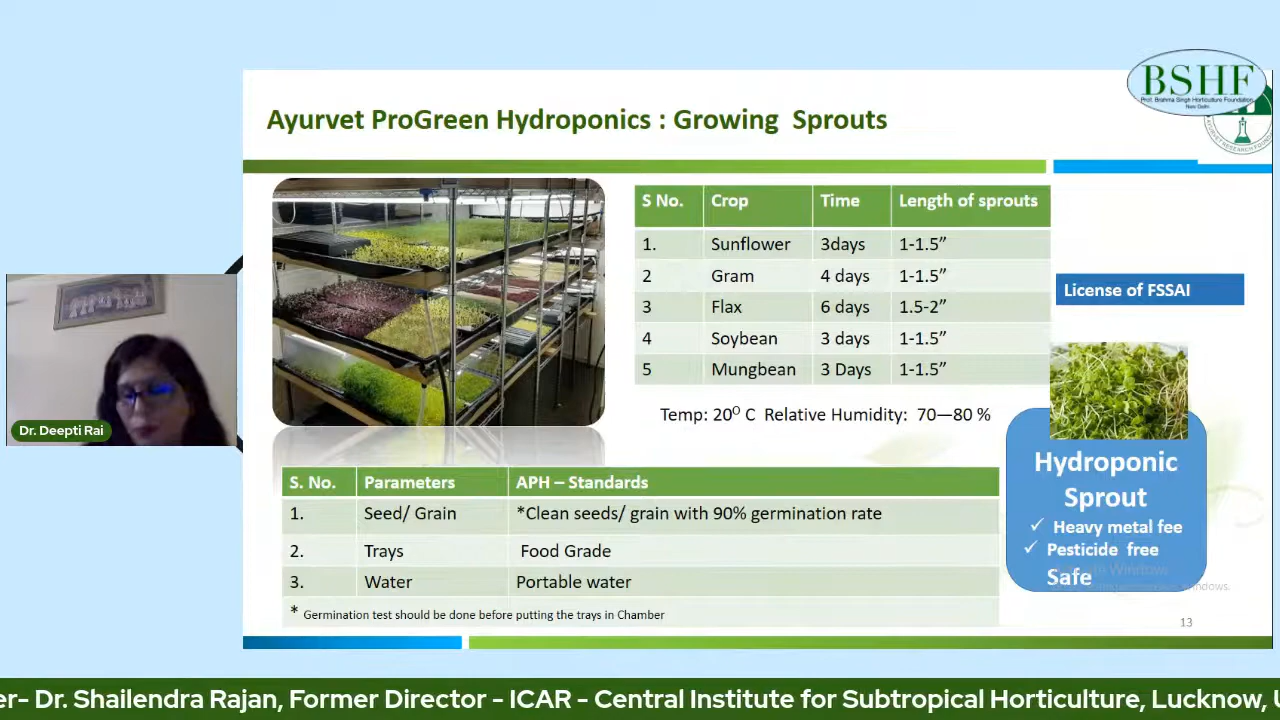 BSHF
Prof. Brahma Singh Horticulture Foundation
New Delhi
Ayurvet ProGreen Hydroponics : Growing Sprouts
S No. Crop Time Length of sprouts
1. Sunflower 3days 1-1.5”
2 Gram 4 days 1-1.5”
3 Flax 6 days 1.5-2”
4 Soybean 3 days 1-1.5”
5 Mungbean 3 Days 1-1.5”
License of FSSAI
Temp: 20⁰ C Relative Humidity: 70—80 %
Dr. Deepti Rai
S. No. Parameters APH – Standards
1. Seed/ Grain *Clean seeds/ grain with 90% germination rate
2. Trays Food Grade
3. Water Portable water
* Germination test should be done before putting the trays in Chamber
Hydroponic
Sprout
✓ Heavy metal fee
✓ Pesticide free
Safe
13
er- Dr. Shailendra Rajan, Former Director - ICAR - Central Institute for Subtropical Horticulture, Lucknow, U